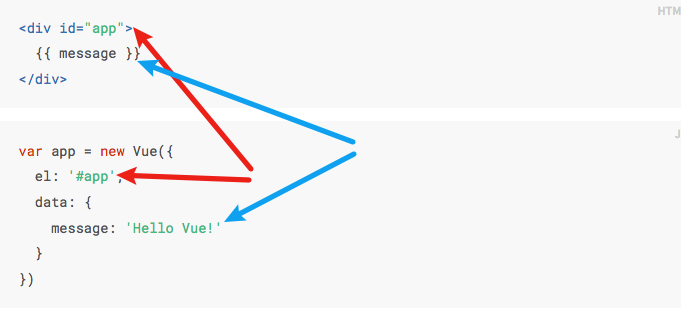 HTM
<div id="app">
{{ message }}
</div>
var app = new Vue({
el: '#app',
data: {
message: 'Hello Vue!'
}
})